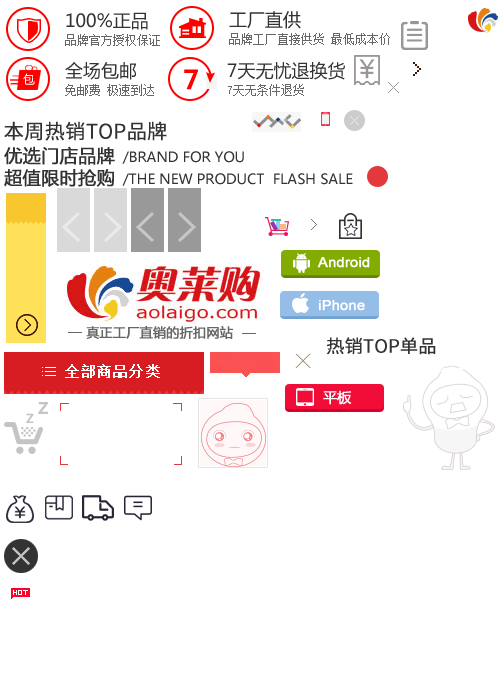 100%正品
品牌官方授权保证
工厂直供
品牌工厂直接供货 最低成本价
包
全场包邮
免邮费 极速到达
7
7天无忧退换货
7天无条件退货
本周热销TOP品牌
优选门店品牌 /BRAND FOR YOU
超值限时抢购 /THE NEW PRODUCT FLASH SALE
奥莱购
aolaigo.com
真正工厂直销的折扣网站
Android
iPhone
热销TOP单品
全部商品分类
平板
z
z
Z
HOT